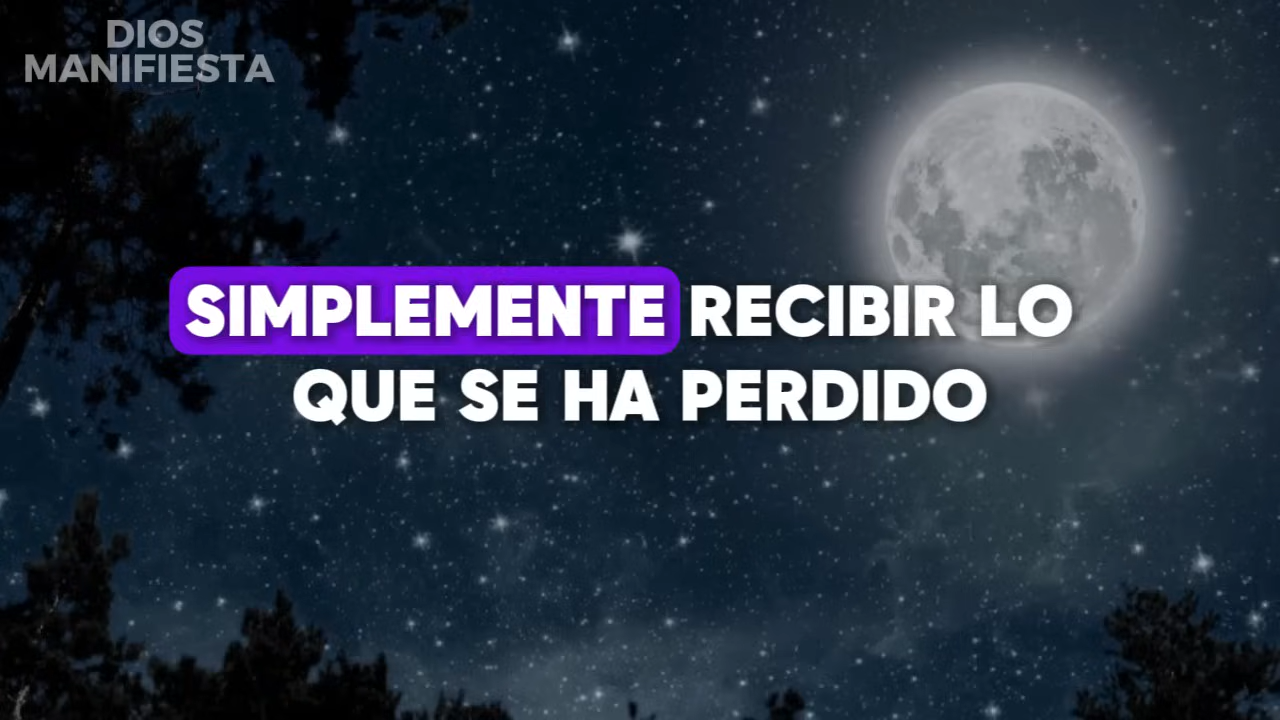 DIOS
MANIFIESTA
SIMPLEMENTE RECIBIR LO
QUE SE HA PERDIDO